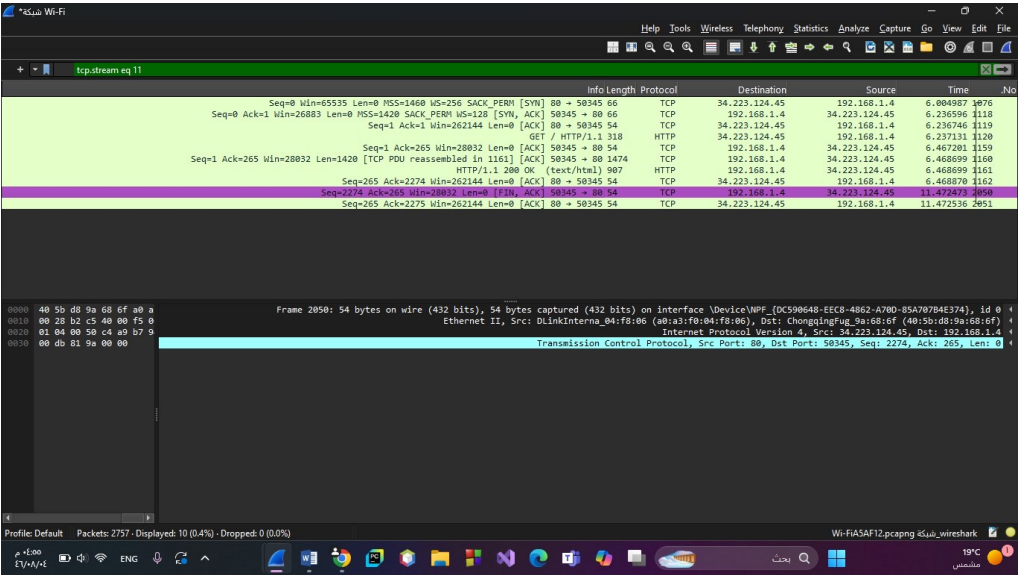 *شبكة Wi-Fi
Help Tools Wireless Telephony Statistics Analyze Capture Go View Edit File
tcp.stream eq 11
Info Length Protocol Destination Source Time .No
Seq=0 Win=65535 Len=0 MSS=1460 WS=256 SACK_PERM [SYN] 80 → 50345 66 TCP 34.223.124.45 192.168.1.4 6.004987 1076
Seq=0 Ack=1 Win=26883 Len=0 MSS=1420 SACK_PERM WS=128 [SYN, ACK] 50345 → 80 66 TCP 192.168.1.4 34.223.124.45 6.236596 1118
Seq=1 Ack=1 Win=262144 Len=0 [ACK] 80 → 50345 54 TCP 34.223.124.45 192.168.1.4 6.236746 1119
GET / HTTP/1.1 318 HTTP 34.223.124.45 192.168.1.4 6.237131 1120
Seq=1 Ack=265 Win=28032 Len=0 [ACK] 50345 → 80 54 TCP 192.168.1.4 34.223.124.45 6.467201 1159
Seq=1 Ack=265 Win=28032 Len=1420 [TCP PDU reassembled in 1161] [ACK] 50345 → 80 1474 TCP 192.168.1.4 34.223.124.45 6.468699 1160
HTTP/1.1 200 OK (text/html) 907 HTTP 192.168.1.4 34.223.124.45 6.468699 1161
Seq=265 Ack=2274 Win=262144 Len=0 [ACK] 80 → 50345 54 TCP 34.223.124.45 192.168.1.4 6.468870 1162
Seq=2274 Ack=265 Win=28032 Len=0 [FIN, ACK] 50345 → 80 54 TCP 192.168.1.4 34.223.124.45 11.472473 2050
Seq=265 Ack=2275 Win=262144 Len=0 [ACK] 80 → 50345 54 TCP 34.223.124.45 192.168.1.4 11.472536 2051
0000 40 5b d8 9a 68 6f a0 a
0010 00 28 b2 c5 40 00 f5 0
0020 01 04 00 50 c4 a9 b7 9
0030 00 db 81 9a 00 00
Frame 2050: 54 bytes on wire (432 bits), 54 bytes captured (432 bits) on interface \Device\NPF_{DC590648-EEC8-4862-A70D-85A707B4E374}, id 0
Ethernet II, Src: DLinkInterna_04:f8:06 (a0:a3:f0:04:f8:06), Dst: ChongqingFug_9a:68:6f (40:5b:d8:9a:68:6f)
Internet Protocol Version 4, Src: 34.223.124.45, Dst: 192.168.1.4
Transmission Control Protocol, Src Port: 80, Dst Port: 50345, Seq: 2274, Ack: 265, Len: 0
Profile: Default Packets: 2757 · Displayed: 10 (0.4%) · Dropped: 0 (0.0%) Wi-FiA5AF12.pcapng شبكة_wireshark
٠٤:٠٠ م ENG بحث 19°C
مشمس